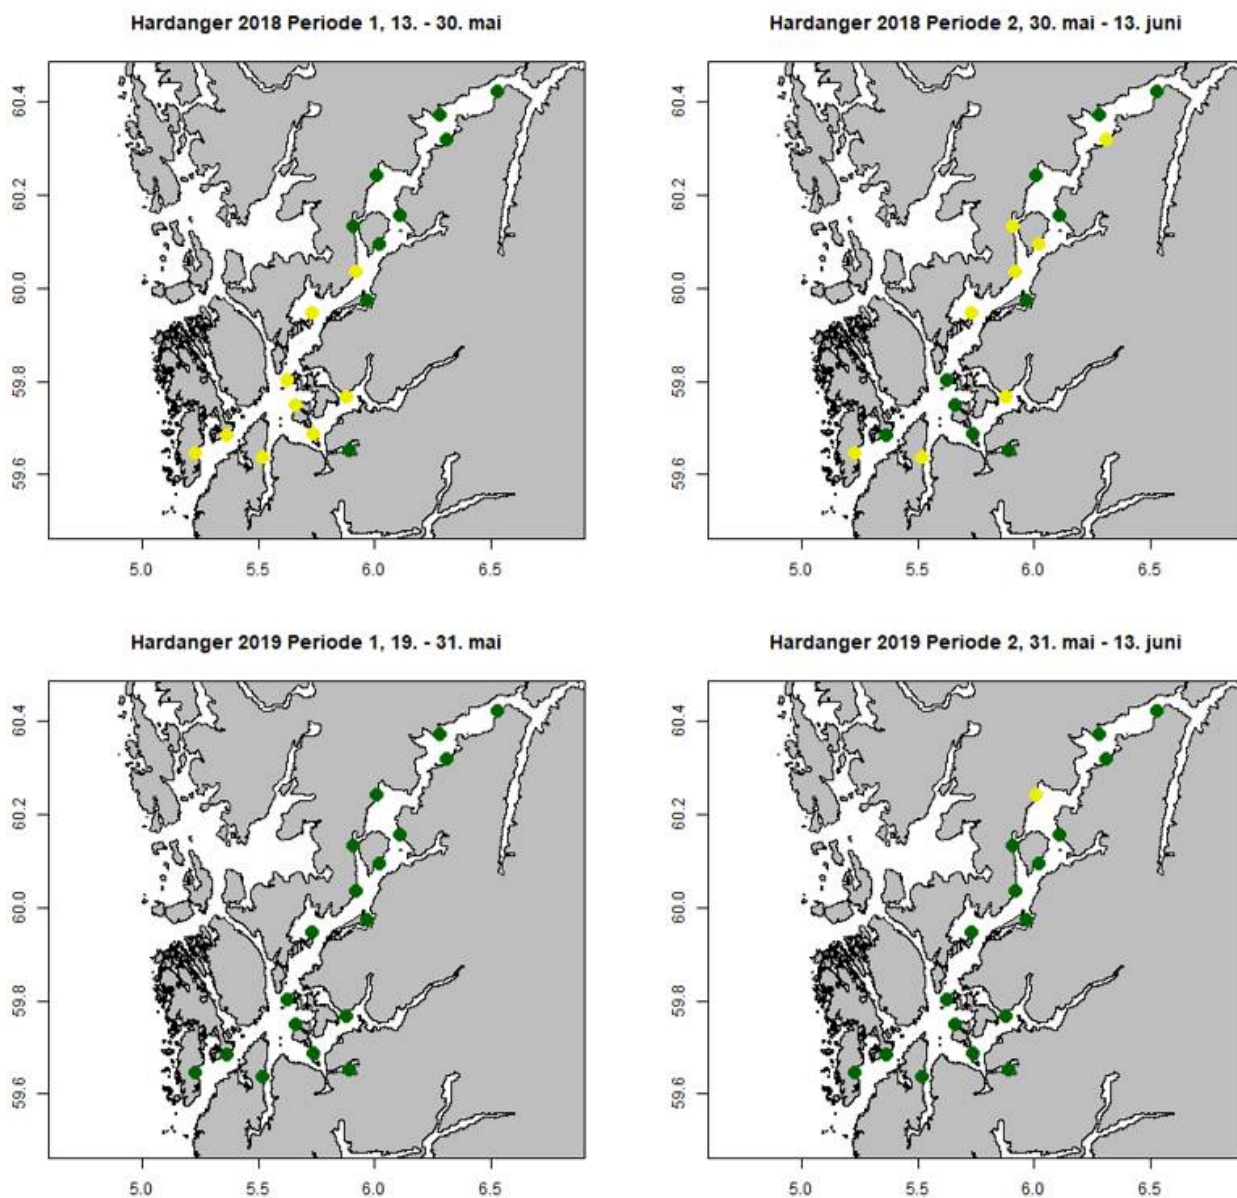 Hardanger 2018 Periode 1, 13. - 30. mai
60.4
60.2
60.0
59.8
59.6
5.0 5.5 6.0 6.5
Hardanger 2018 Periode 2, 30. mai - 13. juni
60.4
60.2
60.0
59.8
59.6
5.0 5.5 6.0 6.5
Hardanger 2019 Periode 1, 19. - 31. mai
60.4
60.2
60.0
59.8
59.6
5.0 5.5 6.0 6.5
Hardanger 2019 Periode 2, 31. mai - 13. juni
60.4
60.2
60.0
59.8
59.6
5.0 5.5 6.0 6.5